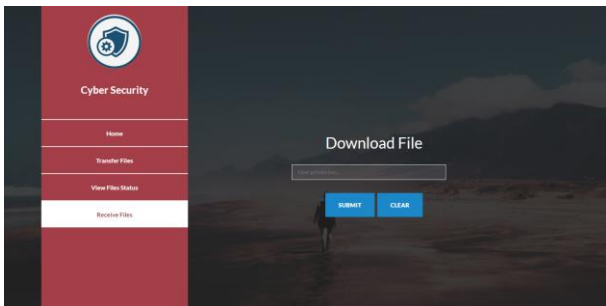 Cyber Security
Home
Transfer Files
View Files Status
Receive Files
Download File
SUBMIT CLEAR